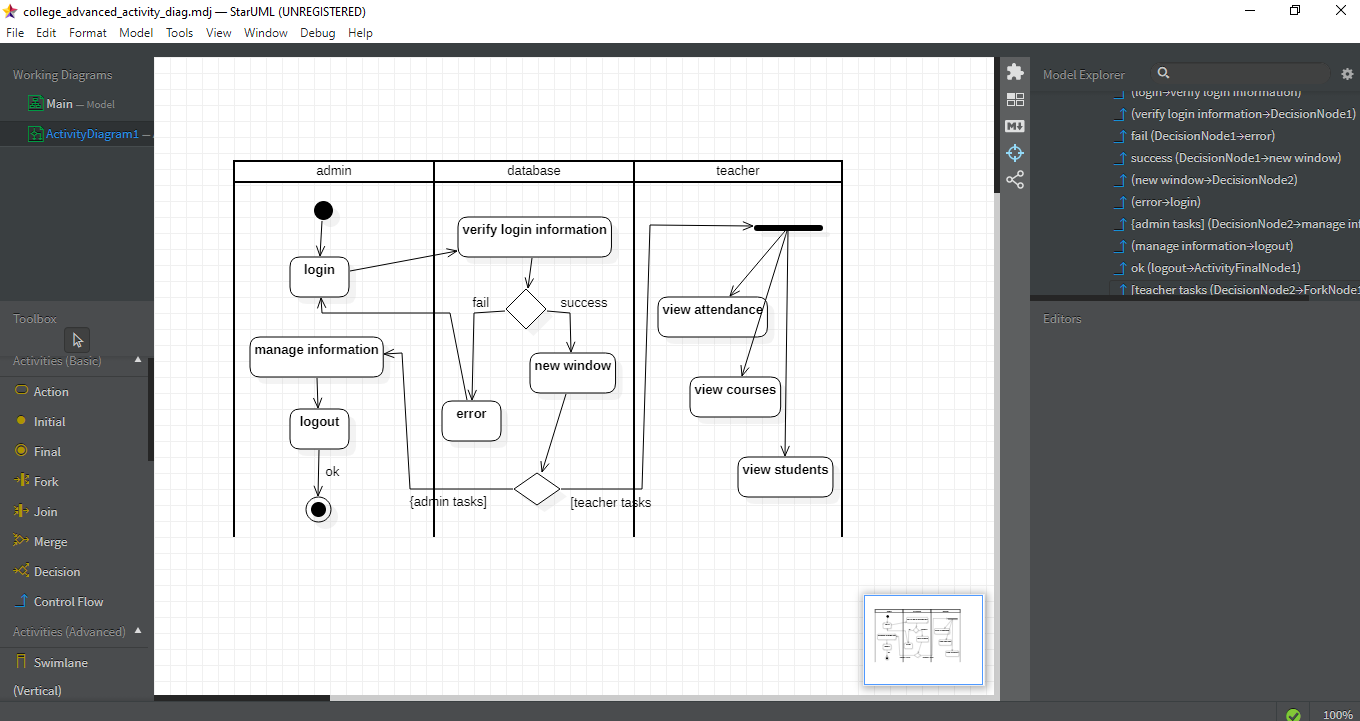 college_advanced_activity_diag.mdj — StarUML (UNREGISTERED)
File Edit Format Model Tools View Window Debug Help
Working Diagrams
Main — Model
ActivityDiagram1 —
Toolbox
Activities (Basic)
Action
Initial
Final
Fork
Join
Merge
Decision
Control Flow
Activities (Advanced)
Swimlane
(Vertical)
admin
database
teacher
verify login information
login
fail
success
view attendance
manage information
new window
view courses
error
logout
ok
view students
{admin tasks]
[teacher tasks
Model Explorer
(login→verify login information)
(verify login information→DecisionNode1)
fail (DecisionNode1→error)
success (DecisionNode1→new window)
(new window→DecisionNode2)
(error→login)
{admin tasks] (DecisionNode2→manage in
(manage information→logout)
ok (logout→ActivityFinalNode1)
[teacher tasks (DecisionNode2→ForkNode1
Editors
M↓
100%